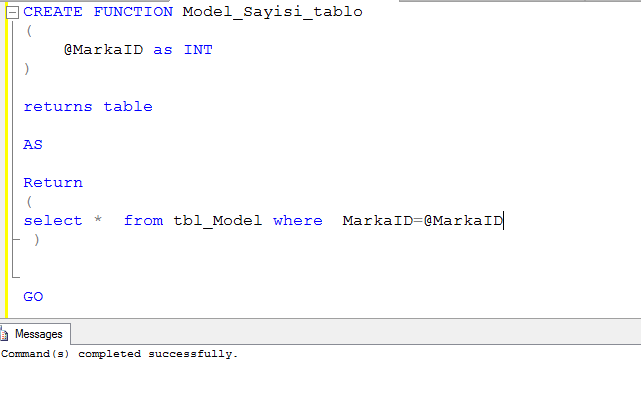 CREATE FUNCTION Model_Sayisi_tablo
(
@MarkaID as INT
)
returns table
AS
Return
(
select *  from tbl_Model where  MarkaID=@MarkaID
)
GO
Messages
Command(s) completed successfully.